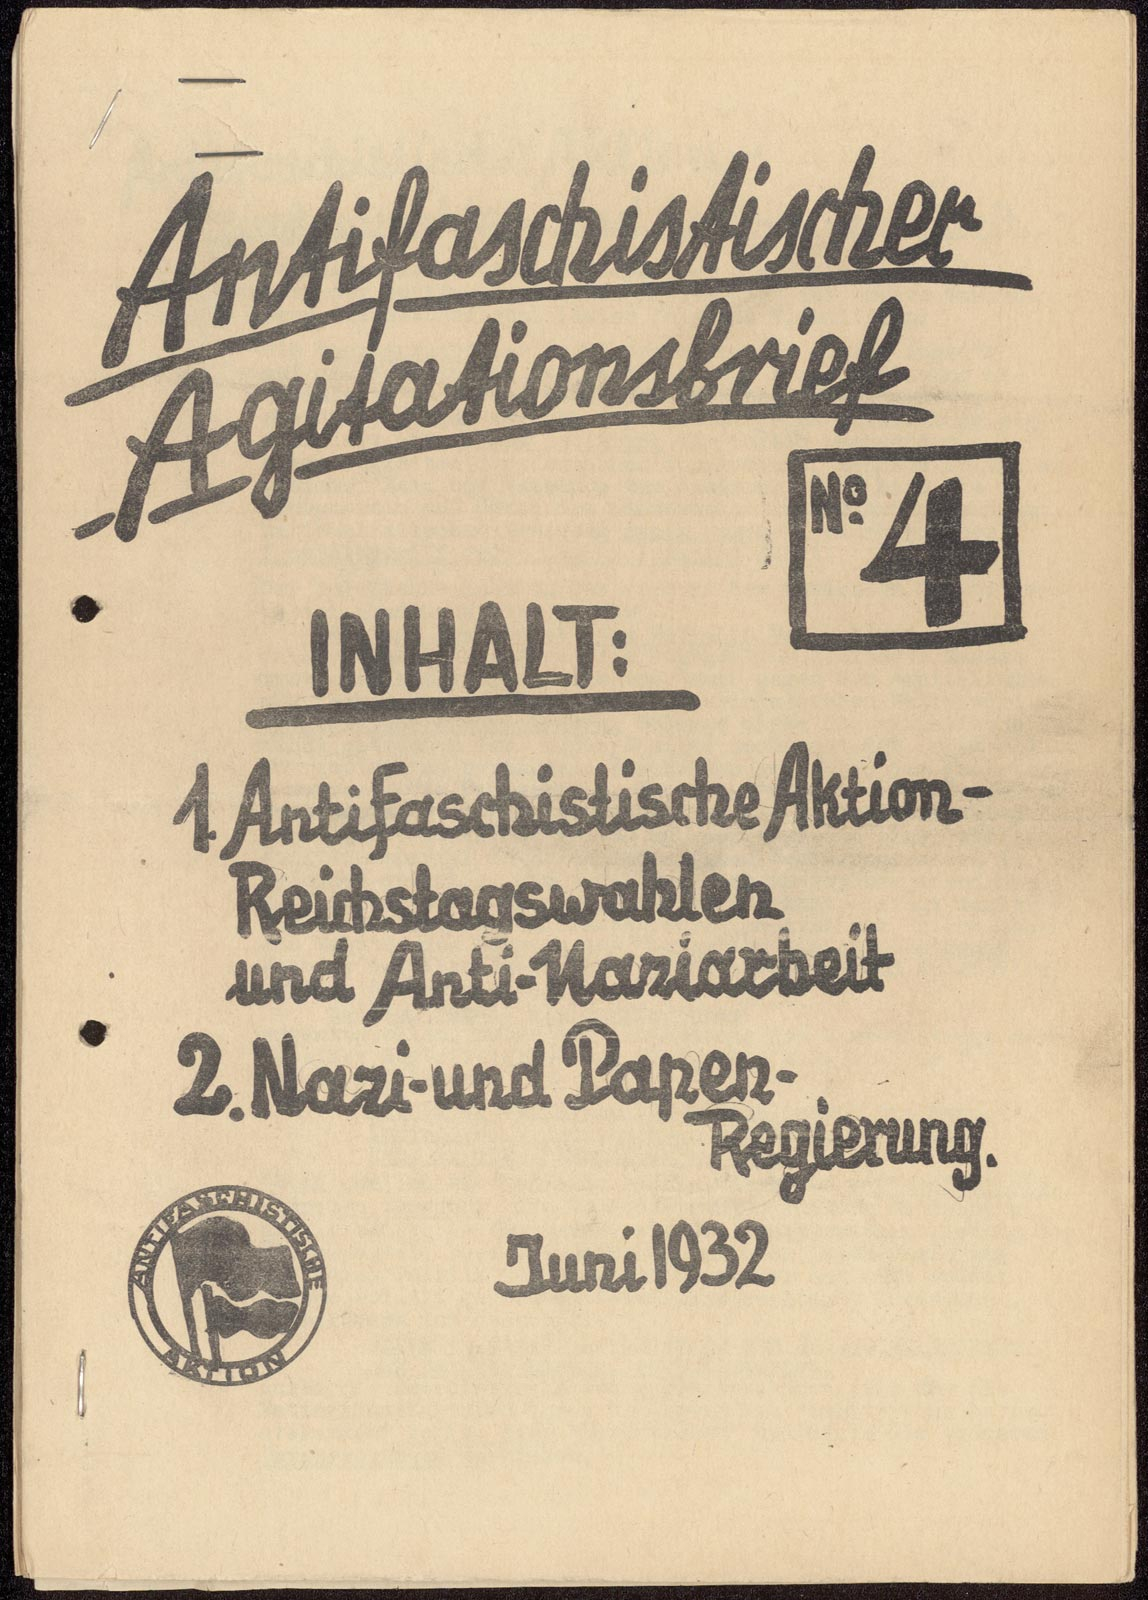 Antifaschistischer
Agitationsbrief
No 4
INHALT:
1. Antifaschistische Aktion-
Reichstagswahlen
und Anti-Naziarbeit
2. Nazi- und Papen-
Regierung.
Juni 1932
ANTIFASCHISTISCHE
AKTION